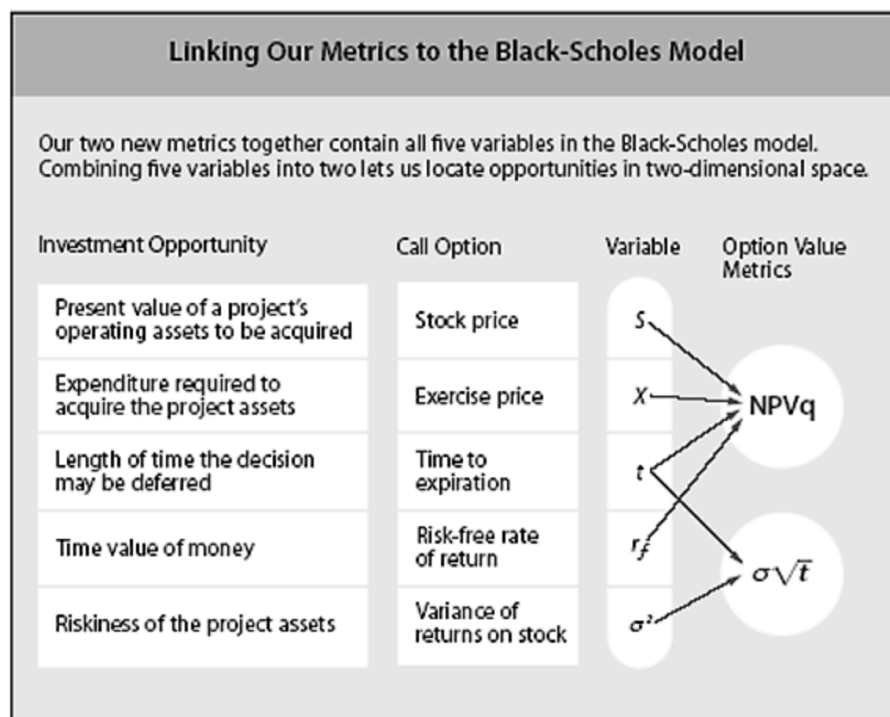 Linking Our Metrics to the Black-Scholes Model
Our two new metrics together contain all five variables in the Black-Scholes model.
Combining five variables into two lets us locate opportunities in two-dimensional space.
Investment Opportunity
Call Option
Variable
Option Value
Metrics
Present value of a project's
operating assets to be acquired
Stock price
S
Expenditure required to
acquire the project assets
Exercise price
X
NPVq
Length of time the decision
may be deferred
Time to
expiration
t
Time value of money
Risk-free rate
of return
r_f
σ√t
Riskiness of the project assets
Variance of
returns on stock
σ²